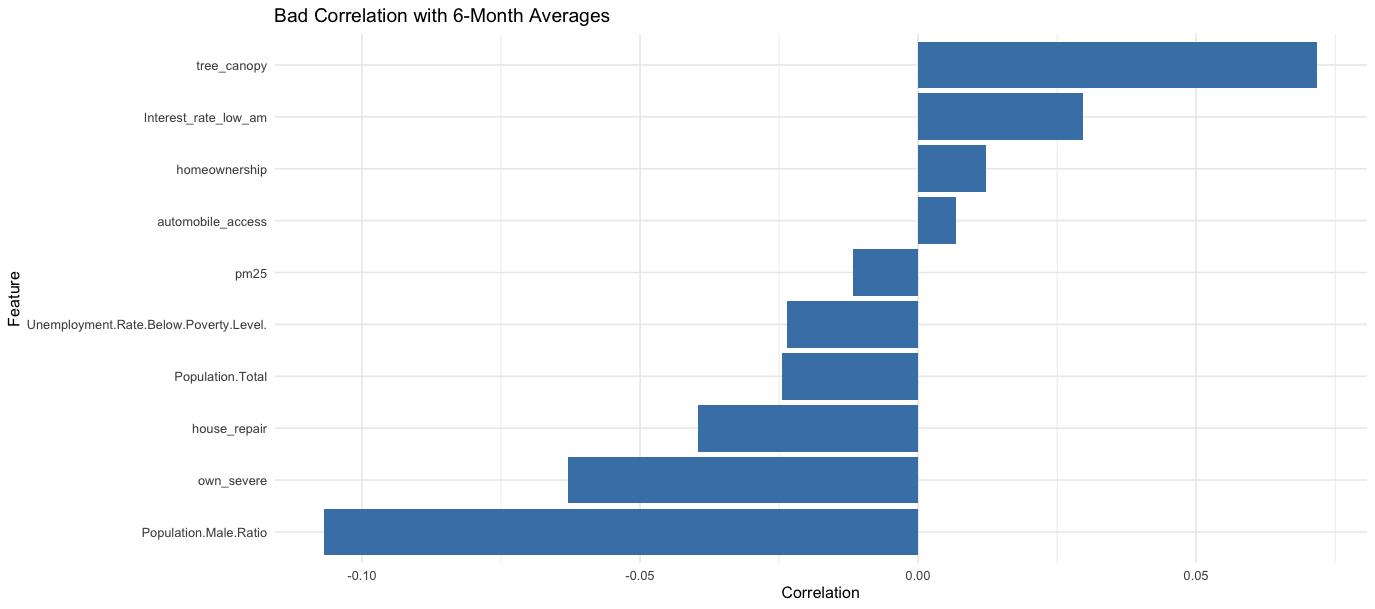 Bad Correlation with 6-Month Averages
Feature
tree_canopy
Interest_rate_low_am
homeownership
automobile_access
pm25
Unemployment.Rate.Below.Poverty.Level.
Population.Total
house_repair
own_severe
Population.Male.Ratio
-0.10 -0.05 0.00 0.05
Correlation